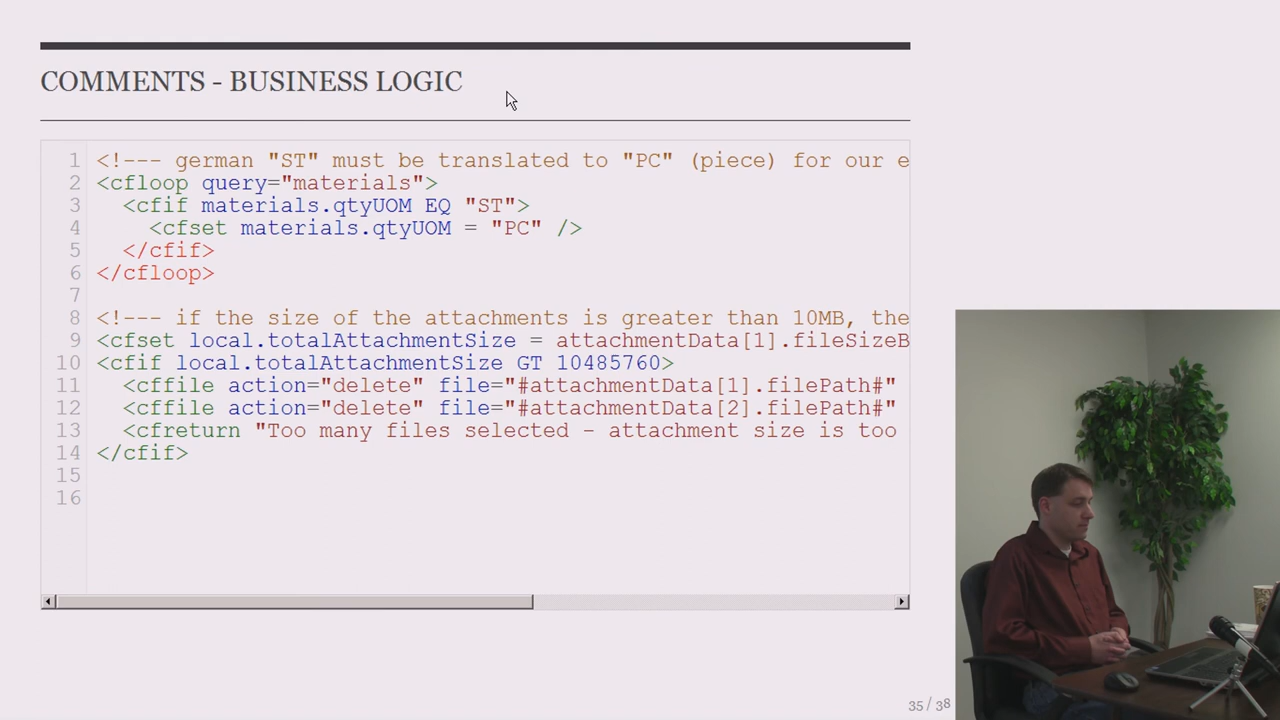 COMMENTS - BUSINESS LOGIC
1 <!--- german "ST" must be translated to "PC" (piece) for our e
2 <cfloop query="materials">
3 <cfif materials.qtyUOM EQ "ST">
4 <cfset materials.qtyUOM = "PC" />
5 </cfif>
6 </cfloop>
7
8 <!--- if the size of the attachments is greater than 10MB, the
9 <cfset local.totalAttachmentSize = attachmentData[1].fileSizeB
10 <cfif local.totalAttachmentSize GT 10485760>
11 <cffile action="delete" file="#attachmentData[1].filePath#"
12 <cffile action="delete" file="#attachmentData[2].filePath#"
13 <cfreturn "Too many files selected - attachment size is too
14 </cfif>
15
16
35 / 38